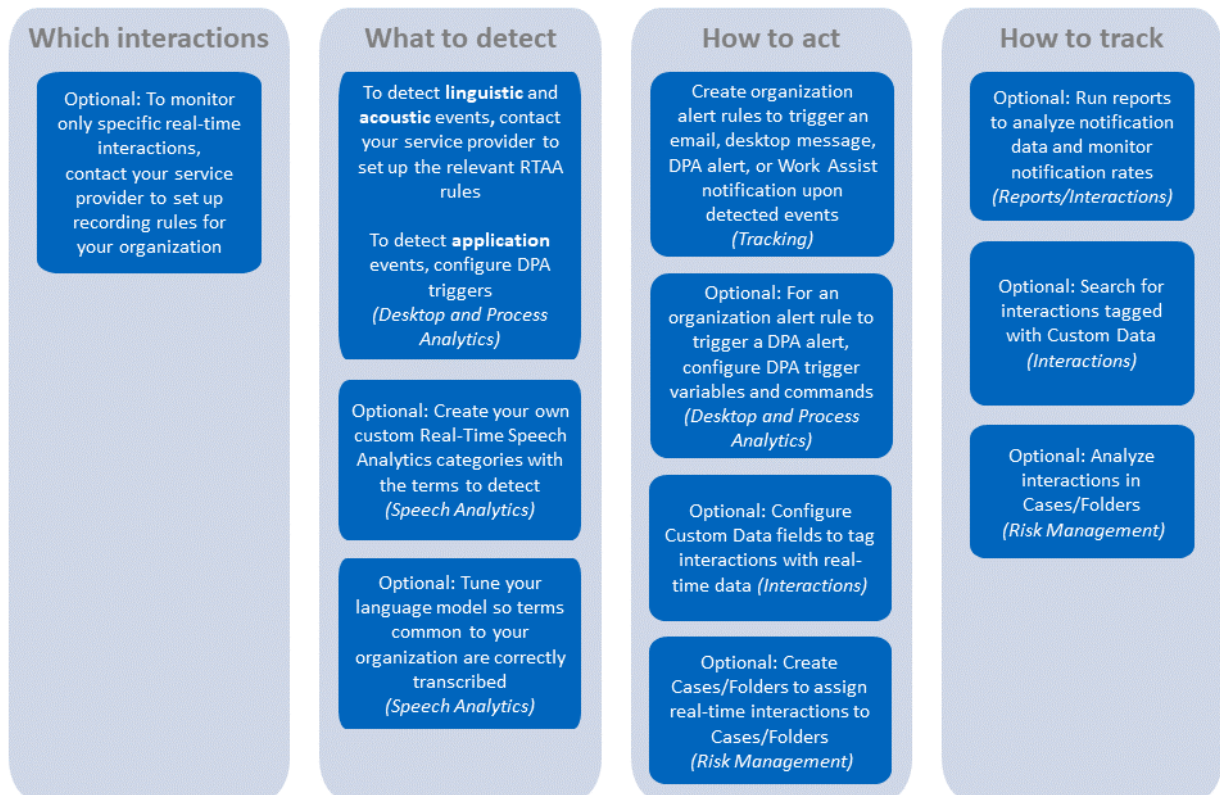 Which interactions
Optional: To monitor
only specific real-time
interactions,
contact your service
provider to set up
recording rules for
your organization
What to detect
To detect linguistic and
acoustic events, contact
your service provider to
set up the relevant RTAA
rules
To detect application
events, configure DPA
triggers
(Desktop and Process
Analytics)
Optional: Create your own
custom Real-Time Speech
Analytics categories with
the terms to detect
(Speech Analytics)
Optional: Tune your
language model so terms
common to your
organization are correctly
transcribed
(Speech Analytics)
How to act
Create organization
alert rules to trigger an
email, desktop message,
DPA alert, or Work Assist
notification upon
detected events
(Tracking)
Optional: For an
organization alert rule to
trigger a DPA alert,
configure DPA trigger
variables and commands
(Desktop and Process
Analytics)
Optional: Configure
Custom Data fields to tag
interactions with real-
time data (Interactions)
Optional: Create
Cases/Folders to assign
real-time interactions to
Cases/Folders
(Risk Management)
How to track
Optional: Run reports
to analyze notification
data and monitor
notification rates
(Reports/Interactions)
Optional: Search for
interactions tagged
with Custom Data
(Interactions)
Optional: Analyze
interactions in
Cases/Folders
(Risk Management)